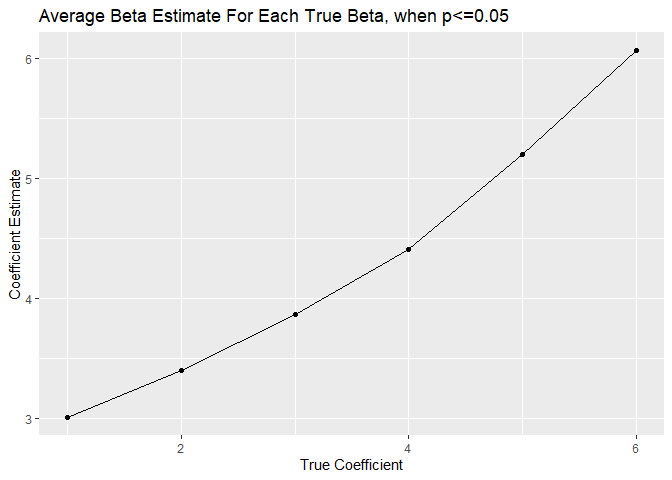 Average Beta Estimate For Each True Beta, when p<=0.05
6
5
4
3
Coefficient Estimate
2
4
6
True Coefficient